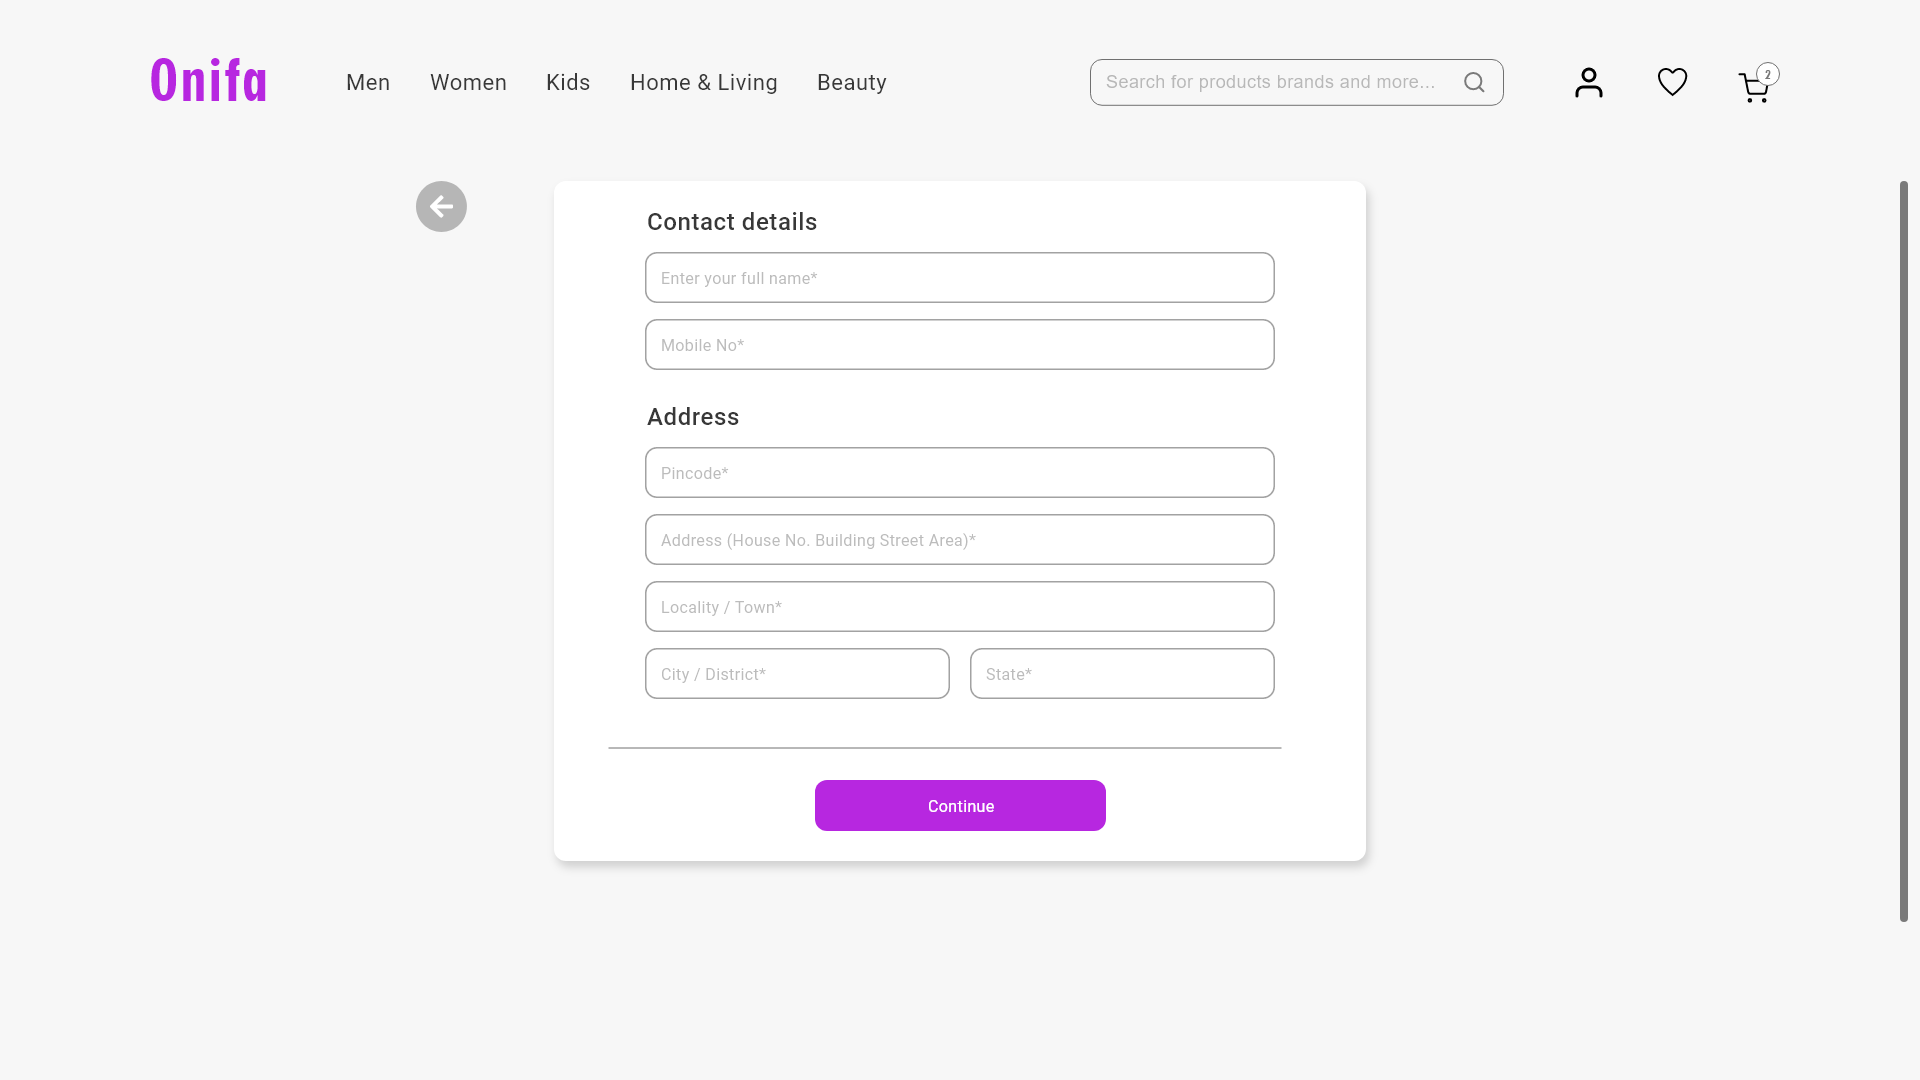 Onifa
Men Women Kids Home & Living Beauty
Search for products brands and more...
2
Contact details
Enter your full name*
Mobile No*
Address
Pincode*
Address (House No. Building Street Area)*
Locality / Town*
City / District* State*
Continue